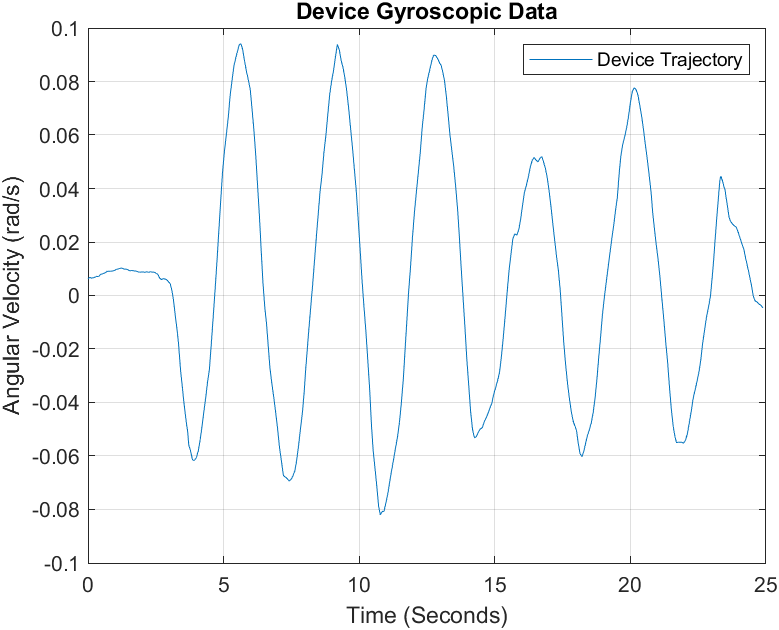 Device Gyroscopic Data
Device Trajectory
Angular Velocity (rad/s)
0.1
0.08
0.06
0.04
0.02
0
-0.02
-0.04
-0.06
-0.08
-0.1
0 5 10 15 20 25
Time (Seconds)